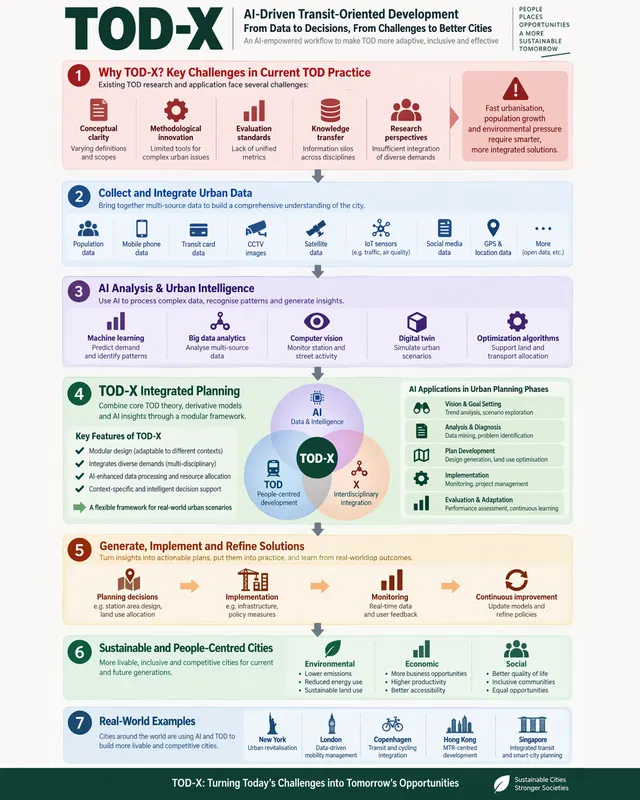 TOD-X
AI-Driven Transit-Oriented Development
From Data to Decisions, From Challenges to Better Cities
An AI-empowered workflow to make TOD more adaptive, inclusive and effective
PEOPLE
PLACES
OPPORTUNITIES
A MORE
SUSTAINABLE
TOMORROW
1
Why TOD-X? Key Challenges in Current TOD Practice
Existing TOD research and application face several challenges:
Conceptual
clarity
Varying definitions
and scopes
Methodological
innovation
Limited tools for
complex urban issues
Evaluation
standards
Lack of unified
metrics
Knowledge
transfer
Information silos
across disciplines
Research
perspectives
Insufficient integration
of diverse demands
Fast urbanisation,
population growth
and environmental pressure
require smarter,
more integrated solutions.
2
Collect and Integrate Urban Data
Bring together multi-source data to build a comprehensive understanding of the city.
Population
data
Mobile phone
data
Transit card
data
CCTV
images
Satellite
data
IoT sensors
(e.g. traffic, air quality)
Social media
data
GPS &
location data
More
(open data, etc.)
3
AI Analysis & Urban Intelligence
Use AI to process complex data, recognise patterns and generate insights.
Machine learning
Predict demand
and identify patterns
Big data analytics
Analyse multi-source
data
Computer vision
Monitor station and
street activity
Digital twin
Simulate urban
scenarios
Optimization algorithms
Support land and
transport allocation
4
TOD-X Integrated Planning
Combine core TOD theory, derivative models
and AI insights through a modular framework.
Key Features of TOD-X
Modular design (adaptable to different contexts)
Integrates diverse demands (multi-disciplinary)
AI-enhanced data processing and resource allocation
Context-specific and intelligent decision support
A flexible framework for real-world urban scenarios
AI
Data & Intelligence
TOD-X
TOD
People-centred
development
X
Interdisciplinary
integration
AI Applications in Urban Planning Phases
Vision & Goal Setting
Trend analysis, scenario exploration
Analysis & Diagnosis
Data mining, problem identification
Plan Development
Design generation, land use optimisation
Implementation
Monitoring, project management
Evaluation & Adaptation
Performance assessment, continuous learning
5
Generate, Implement and Refine Solutions
Turn insights into actionable plans, put them into practice, and learn from real-worldtop outcomes.
Planning decisions
e.g. station area design,
land use allocation
Implementation
e.g. infrastructure,
policy measures
Monitoring
Real-time data
and user feedback
Continuous improvement
Update models and
refine policies
6
Sustainable and People-Centred Cities
More livable, inclusive and competitive cities for current
and future generations.
Environmental
• Lower emissions
• Reduced energy use
• Sustainable land use
Economic
• More business opportunities
• Higher productivity
• Better accessibility
Social
• Better quality of life
• Inclusive communities
• Equal opportunities
7
Real-World Examples
Cities around the world are using AI and TOD to
build more livable and competitive cities.
New York
Urban revitalisation
London
Data-driven
mobility management
Copenhagen
Transit and cycling
integration
Hong Kong
MTR-centred
development
Singapore
Integrated transit
and smart-city planning
TOD-X: Turning Today's Challenges into Tomorrow's Opportunities
Sustainable Cities
Stronger Societies